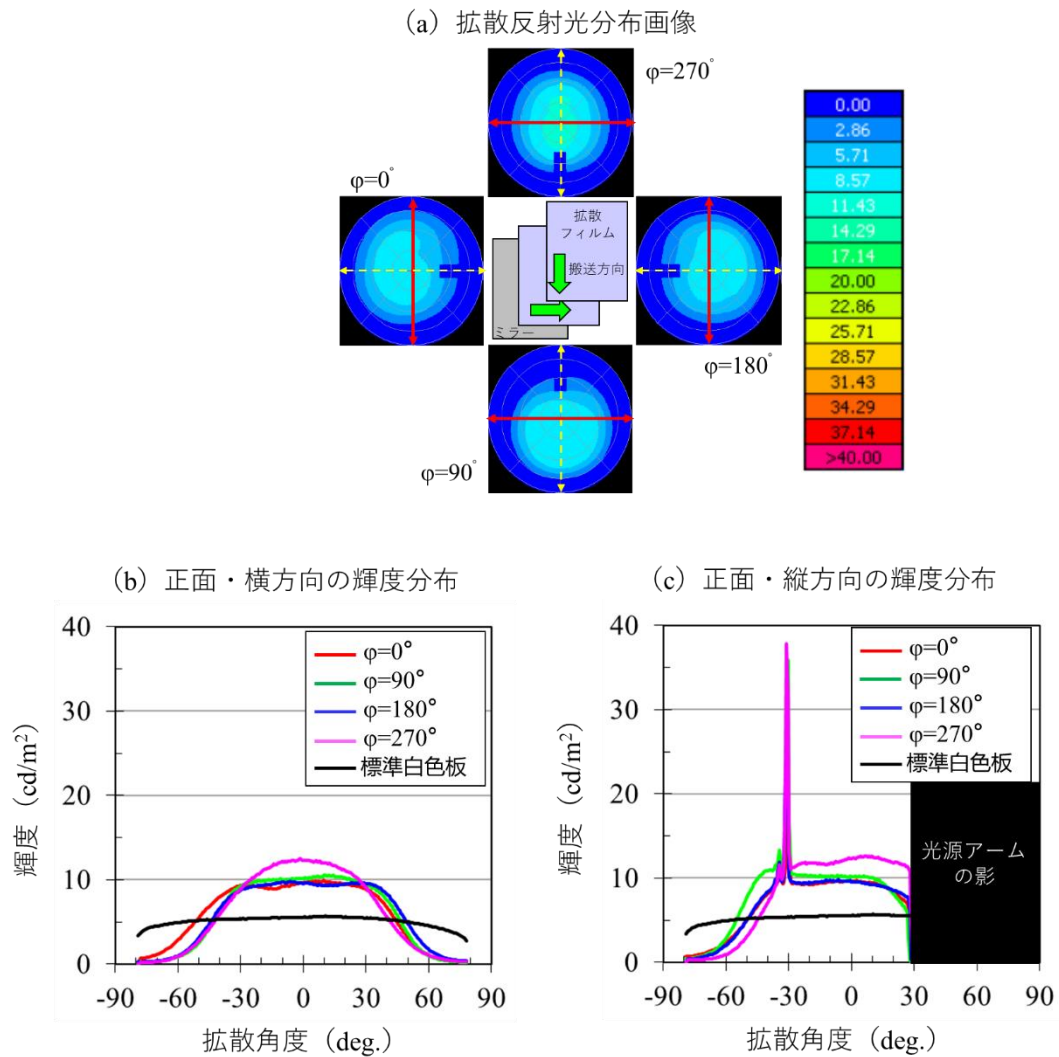 （a）拡散反射光分布画像
φ=270°
φ=0°
拡散
フィルム
搬送方向
ミラー
φ=180°
φ=90°
0.00
2.86
5.71
8.57
11.43
14.29
17.14
20.00
22.86
25.71
28.57
31.43
34.29
37.14
>40.00
（b）正面・横方向の輝度分布
輝度（cd/m²）
40
30
20
10
0
φ=0°
φ=90°
φ=180°
φ=270°
標準白色板
-90 -60 -30 0 30 60 90
拡散角度（deg.）
（c）正面・縦方向の輝度分布
輝度（cd/m²）
40
30
20
10
0
φ=0°
φ=90°
φ=180°
φ=270°
標準白色板
光源アーム
の影
-90 -60 -30 0 30 60 90
拡散角度（deg.）